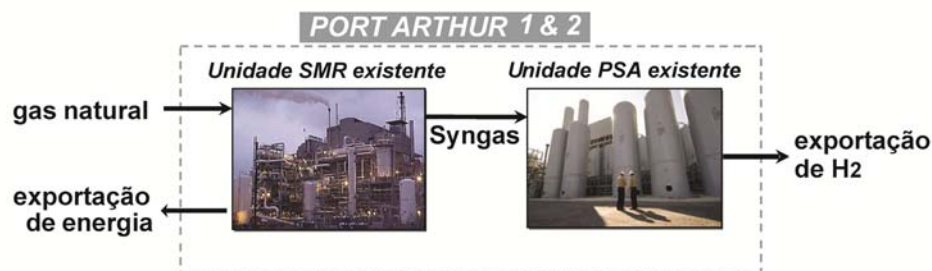 PORT ARTHUR 1 & 2
Unidade SMR existente
Unidade PSA existente
gas natural
Syngas
exportação
de H2
exportação
de energia